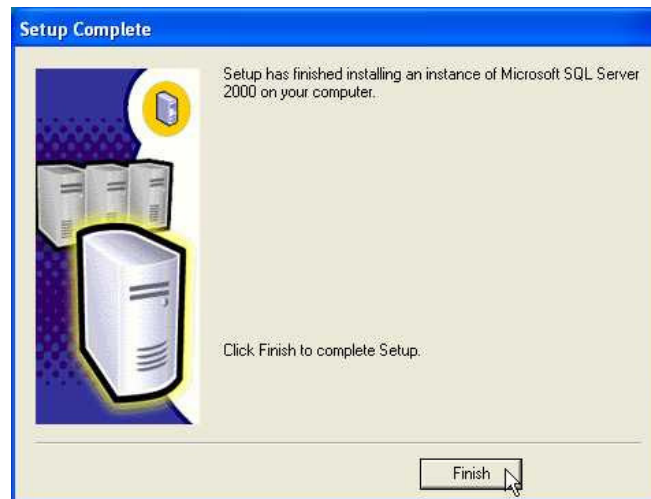 Setup Complete
Setup has finished installing an instance of Microsoft SQL Server
2000 on your computer.
Click Finish to complete Setup.
Finish